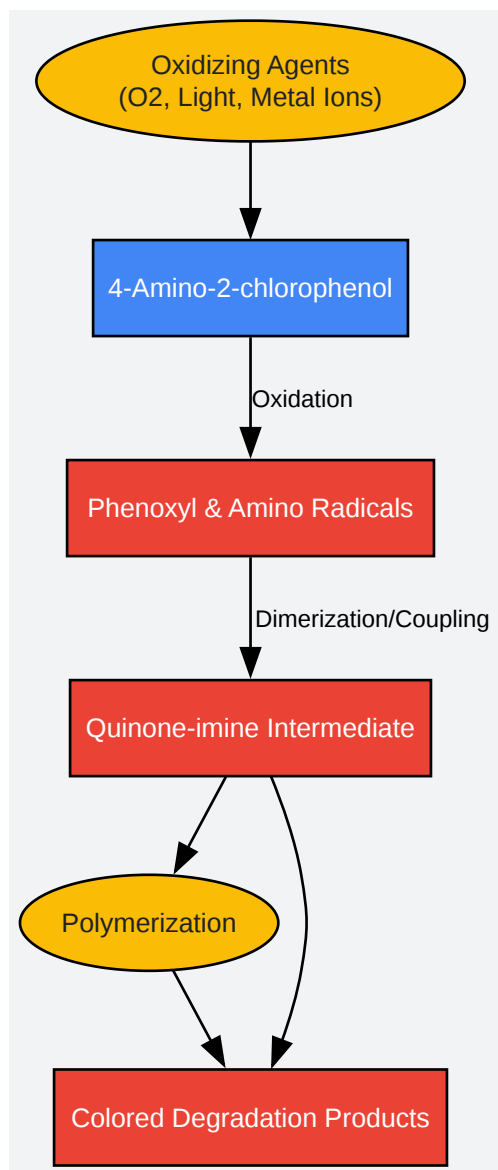 Oxidizing Agents
(O2, Light, Metal Ions)
4-Amino-2-chlorophenol
Oxidation
Phenoxyl & Amino Radicals
Dimerization/Coupling
Quinone-imine Intermediate
Polymerization
Colored Degradation Products